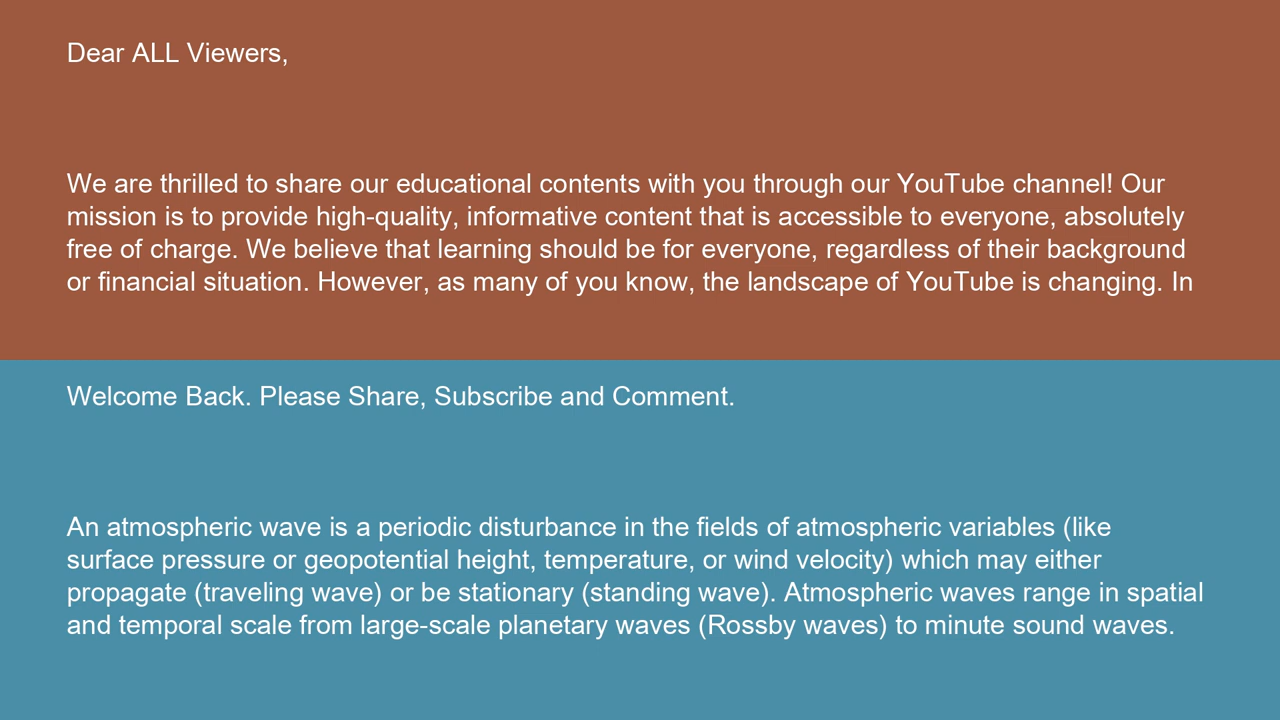 Dear ALL Viewers,
We are thrilled to share our educational contents with you through our YouTube channel! Our
mission is to provide high-quality, informative content that is accessible to everyone, absolutely
free of charge. We believe that learning should be for everyone, regardless of their background
or financial situation. However, as many of you know, the landscape of YouTube is changing. In
Welcome Back. Please Share, Subscribe and Comment.
An atmospheric wave is a periodic disturbance in the fields of atmospheric variables (like
surface pressure or geopotential height, temperature, or wind velocity) which may either
propagate (traveling wave) or be stationary (standing wave). Atmospheric waves range in spatial
and temporal scale from large-scale planetary waves (Rossby waves) to minute sound waves.